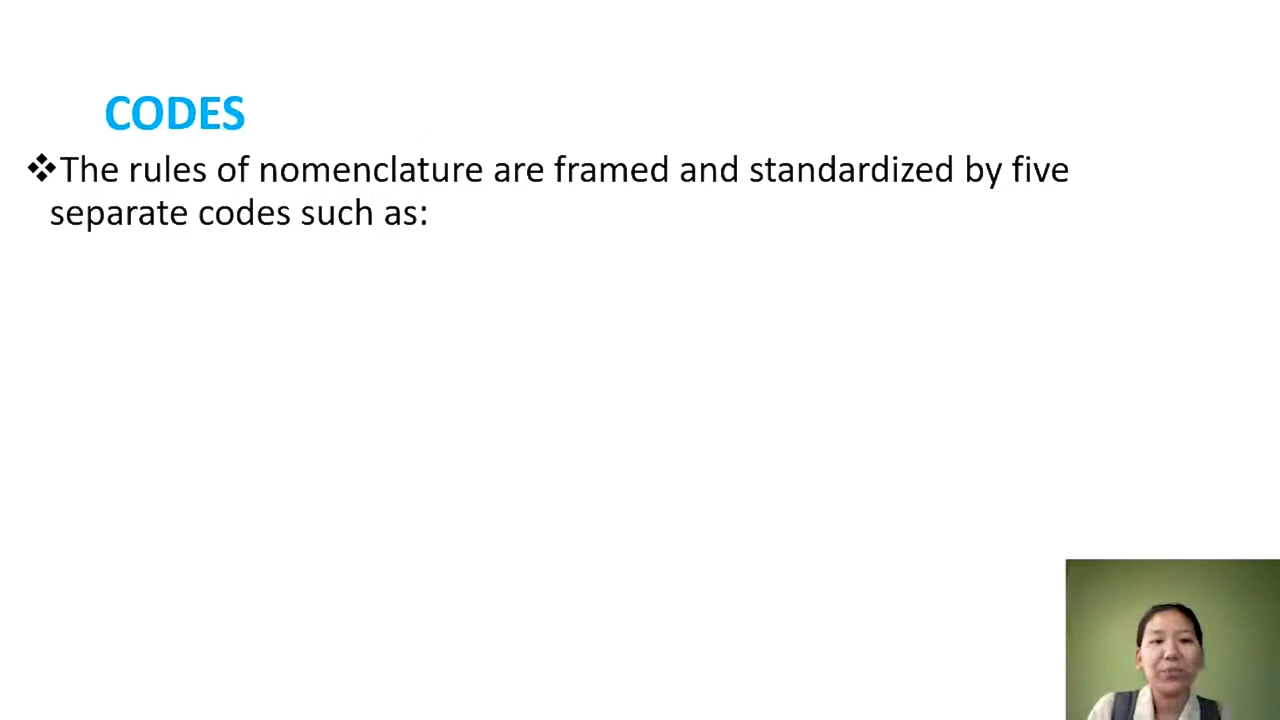 CODES
❖The rules of nomenclature are framed and standardized by five
separate codes such as: